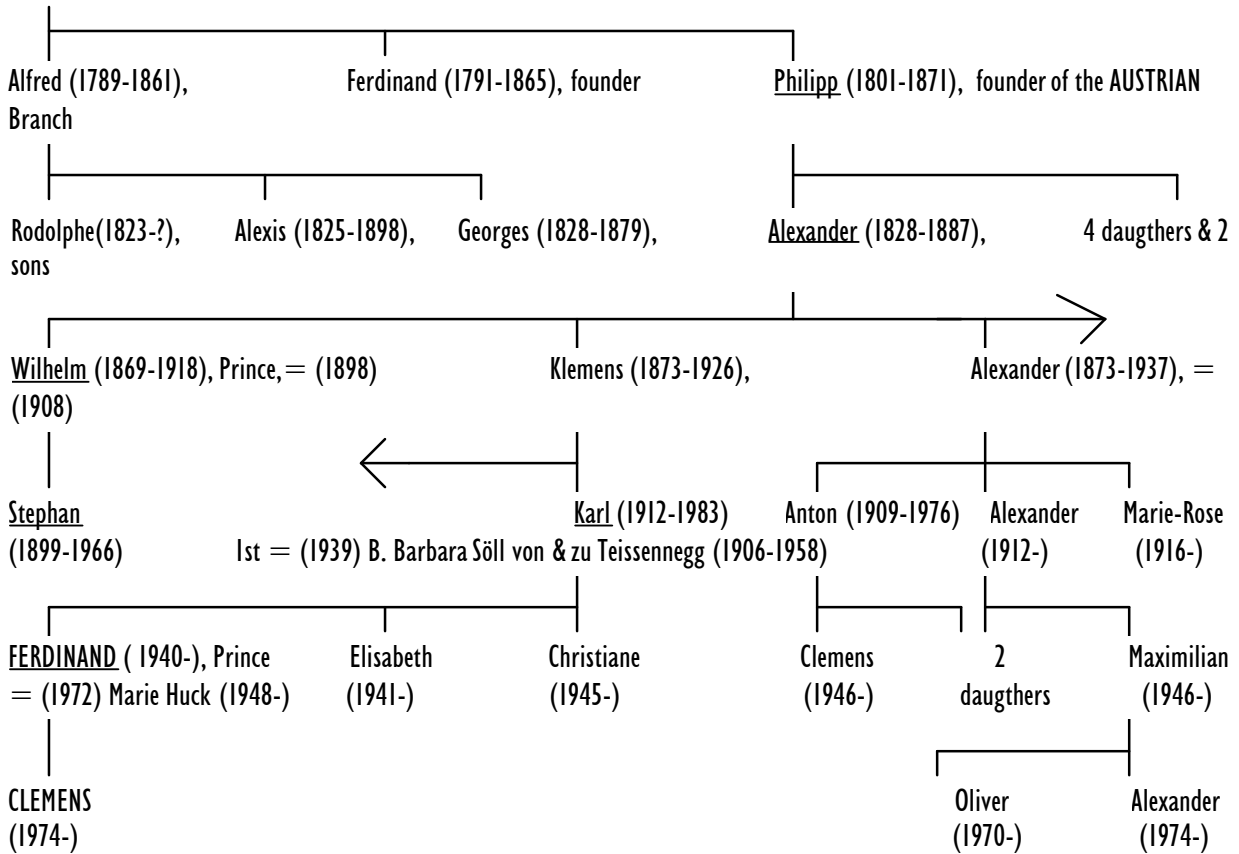 Alfred (1789-1861), Ferdinand (1791-1865), founder Philipp (1801-1871), founder of the AUSTRIAN
Branch
Rodolphe(1823-?), Alexis (1825-1898), Georges (1828-1879), Alexander (1828-1887), 4 daugthers & 2
sons
Wilhelm (1869-1918), Prince, = (1898) Klemens (1873-1926), Alexander (1873-1937), =
(1908)
Stephan Karl (1912-1983) Anton (1909-1976) Alexander Marie-Rose
(1899-1966) 1st = (1939) B. Barbara Söll von & zu Teissennegg (1906-1958) (1912-) (1916-)
FERDINAND ( 1940-), Prince Elisabeth Christiane Clemens 2 Maximilian
= (1972) Marie Huck (1948-) (1941-) (1945-) (1946-) daugthers (1946-)
CLEMENS Oliver Alexander
(1974-) (1970-) (1974-)